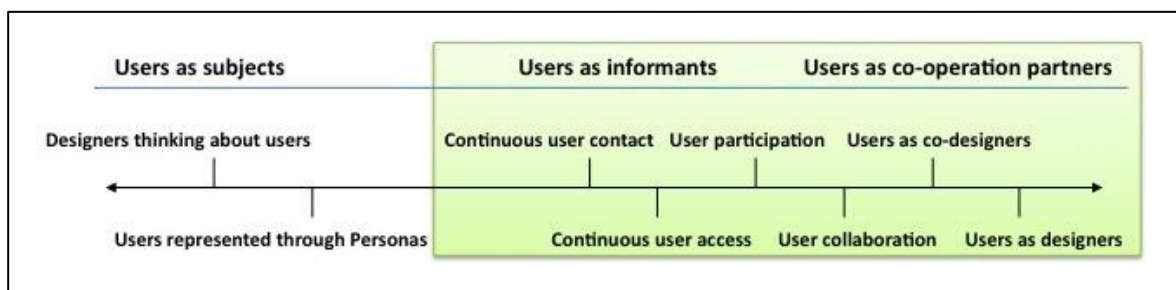 Users as subjects
Users as informants
Users as co-operation partners
Designers thinking about users
Continuous user contact
User participation
Users as co-designers
Users represented through Personas
Continuous user access
User collaboration
Users as designers